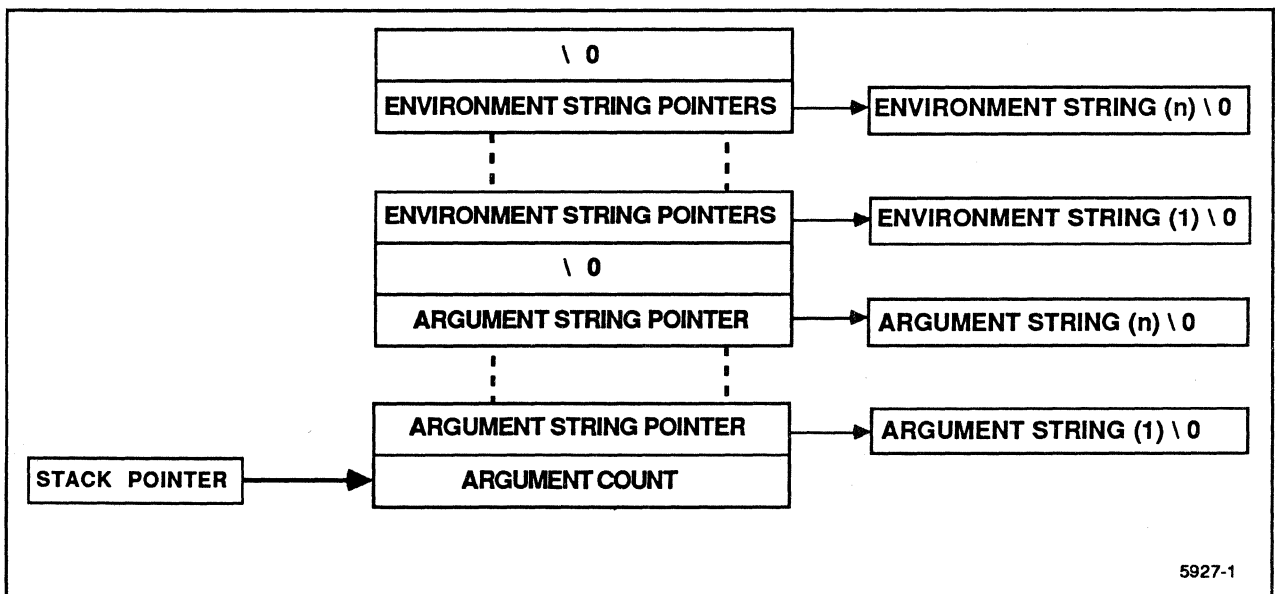 \ 0
ENVIRONMENT STRING POINTERS
ENVIRONMENT STRING (n) \ 0
ENVIRONMENT STRING POINTERS
ENVIRONMENT STRING (1) \ 0
\ 0
ARGUMENT STRING POINTER
ARGUMENT STRING (n) \ 0
ARGUMENT STRING POINTER
ARGUMENT STRING (1) \ 0
STACK POINTER
ARGUMENT COUNT
5927-1